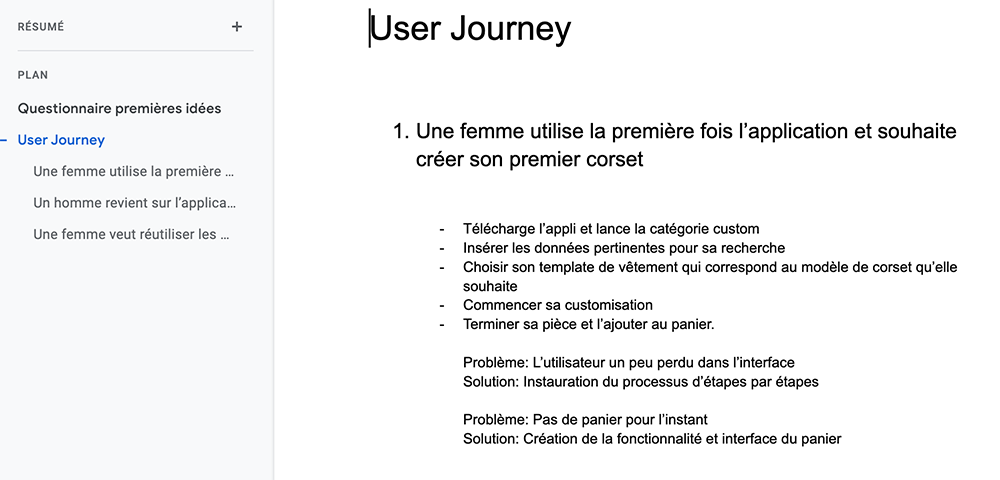 RÉSUMÉ
PLAN
Questionnaire premières idées
User Journey
Une femme utilise la première ...
Un homme revient sur l'applica...
Une femme veut réutiliser les ...
User Journey
1. Une femme utilise la première fois l'application et souhaite
créer son premier corset
- Télécharge l'appli et lance la catégorie custom
- Insérer les données pertinentes pour sa recherche
- Choisir son template de vêtement qui correspond au modèle de corset qu'elle
souhaite
- Commencer sa customisation
- Terminer sa pièce et l'ajouter au panier.
Problème: L'utilisateur un peu perdu dans l'interface
Solution: Instauration du processus d'étapes par étapes
Problème: Pas de panier pour l'instant
Solution: Création de la fonctionnalité et interface du panier